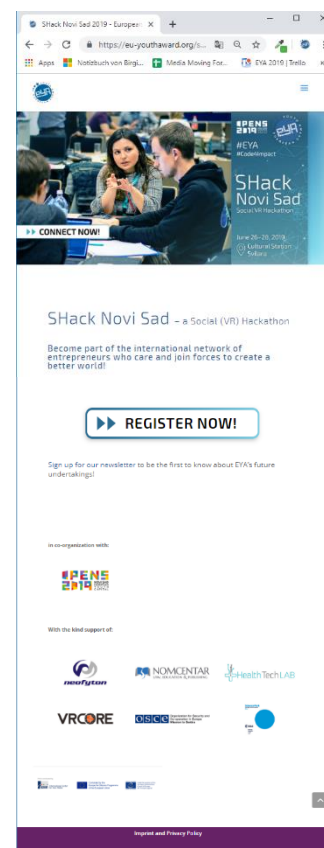 SHack Novi Sad 2019 - Europea
https://eu-youthaward.org/s...
Apps
Notizbuch von Birgi...
Media Moving For...
EYA 2019 | Trello
eya
#PENS
2019
eya
#EYA
#Code4Impact
SHack
Novi Sad
Social VR Hackathon
June 26-28, 2019
Cultural Station
Svilara
CONNECT NOW!
SHack Novi Sad – a Social (VR) Hackathon
Become part of the international network of
entrepreneurs who care and join forces to create a
better world!
REGISTER NOW!
Sign up for our newsletter to be the first to know about EYA's future
undertakings!
In co-organization with:
#PENS
2019
With the kind support of:
neofyton
NOMCENTAR
HealthTechLAB
VRCORE
OSCE
Imprint and Privacy Policy